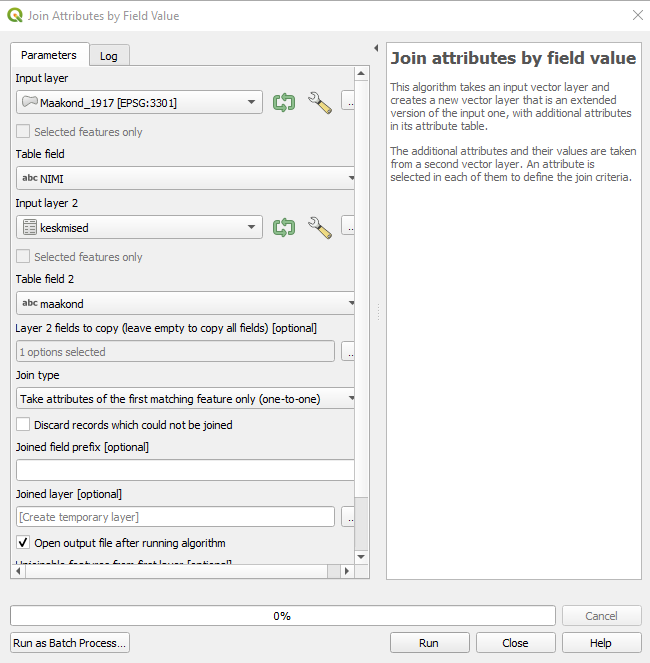 Join Attributes by Field Value
Parameters
Log
Input layer
Maakond_1917 [EPSG:3301]
...
Selected features only
Table field
abc NIMI
Input layer 2
keskmised
...
Selected features only
Table field 2
abc maakond
Layer 2 fields to copy (leave empty to copy all fields) [optional]
1 options selected
...
Join type
Take attributes of the first matching feature only (one-to-one)
Discard records which could not be joined
Joined field prefix [optional]
Joined layer [optional]
[Create temporary layer]
...
Open output file after running algorithm
Unjoinable features from first layer [optional]
Join attributes by field value
This algorithm takes an input vector layer and
creates a new vector layer that is an extended
version of the input one, with additional attributes
in its attribute table.
The additional attributes and their values are taken
from a second vector layer. An attribute is
selected in each of them to define the join criteria.
0%
Cancel
Run as Batch Process...
Run
Close
Help